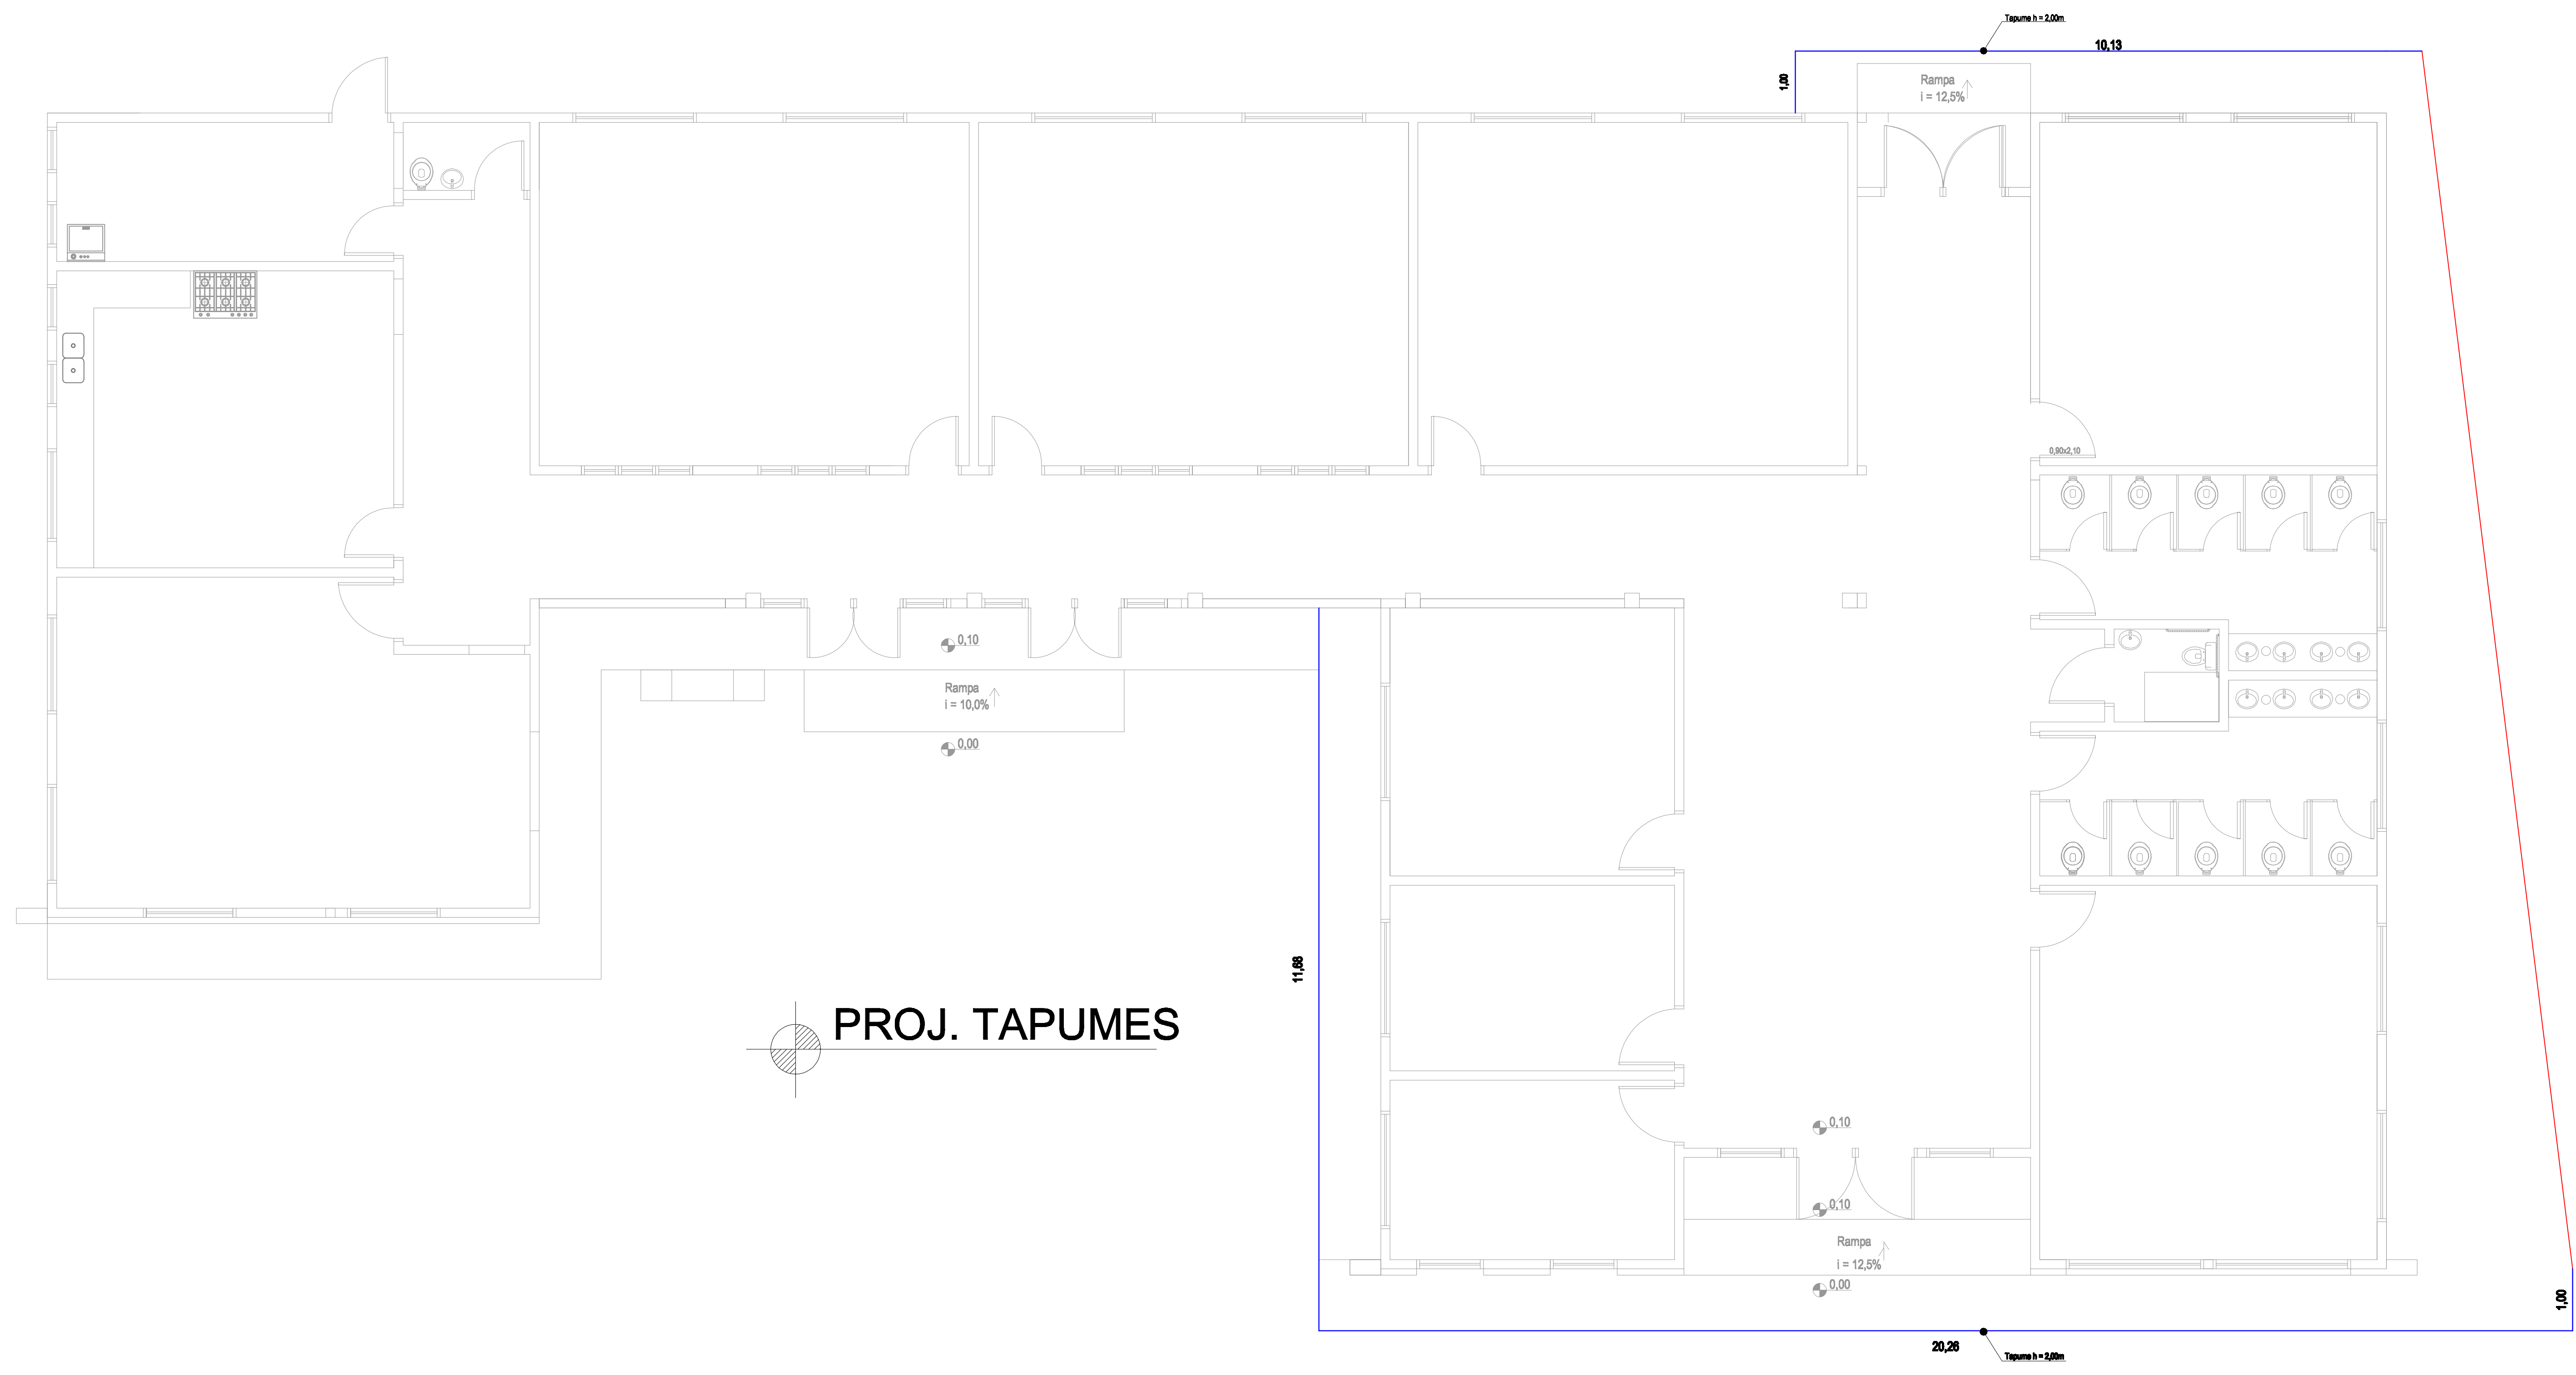 Tapume h = 2,00m
10,13
1,00
Rampa
i = 12,5%
0,90x2,10
0,10
Rampa
i = 10,0%
0,00
11,68
PROJ. TAPUMES
0,10
0,10
Rampa
i = 12,5%
0,00
1,00
20,26
Tapume h = 2,00m